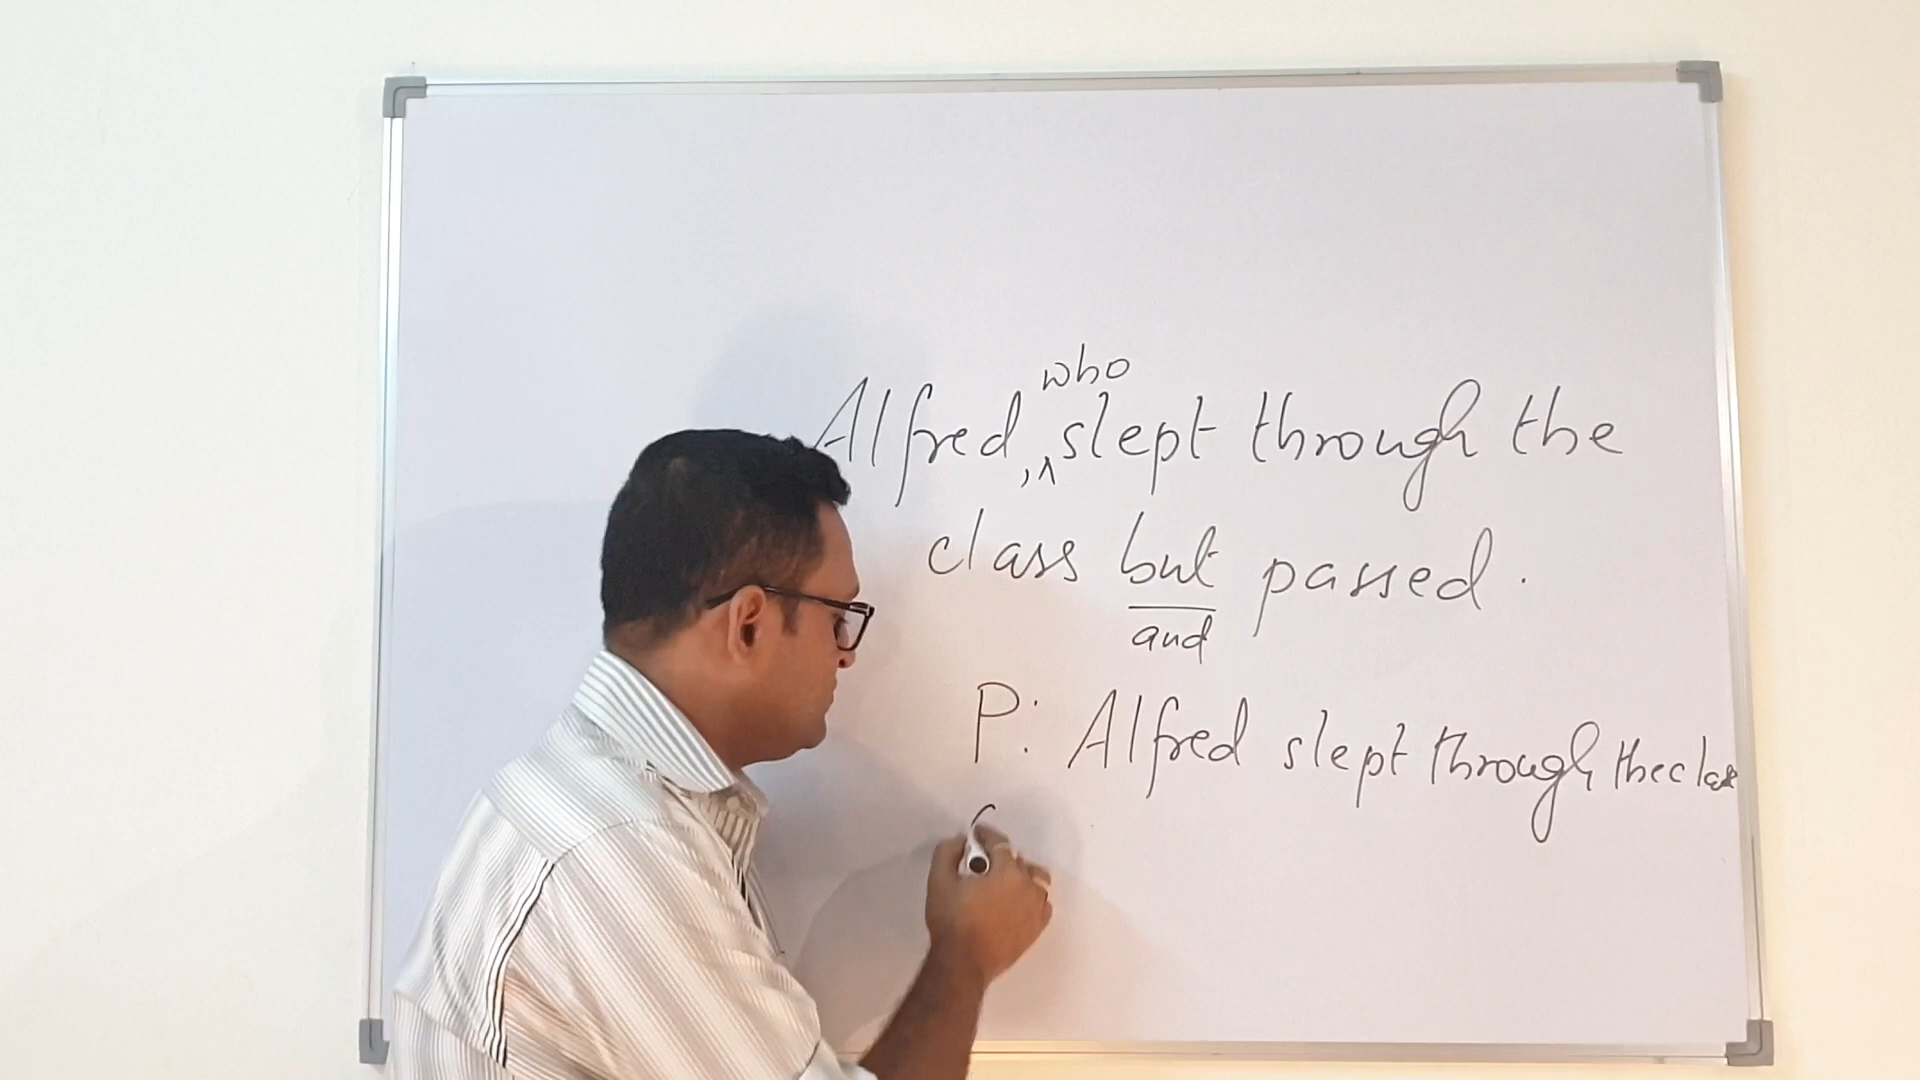 who
Alfred, ^ slept through the
class but passed.
and
P: Alfred slept through the class